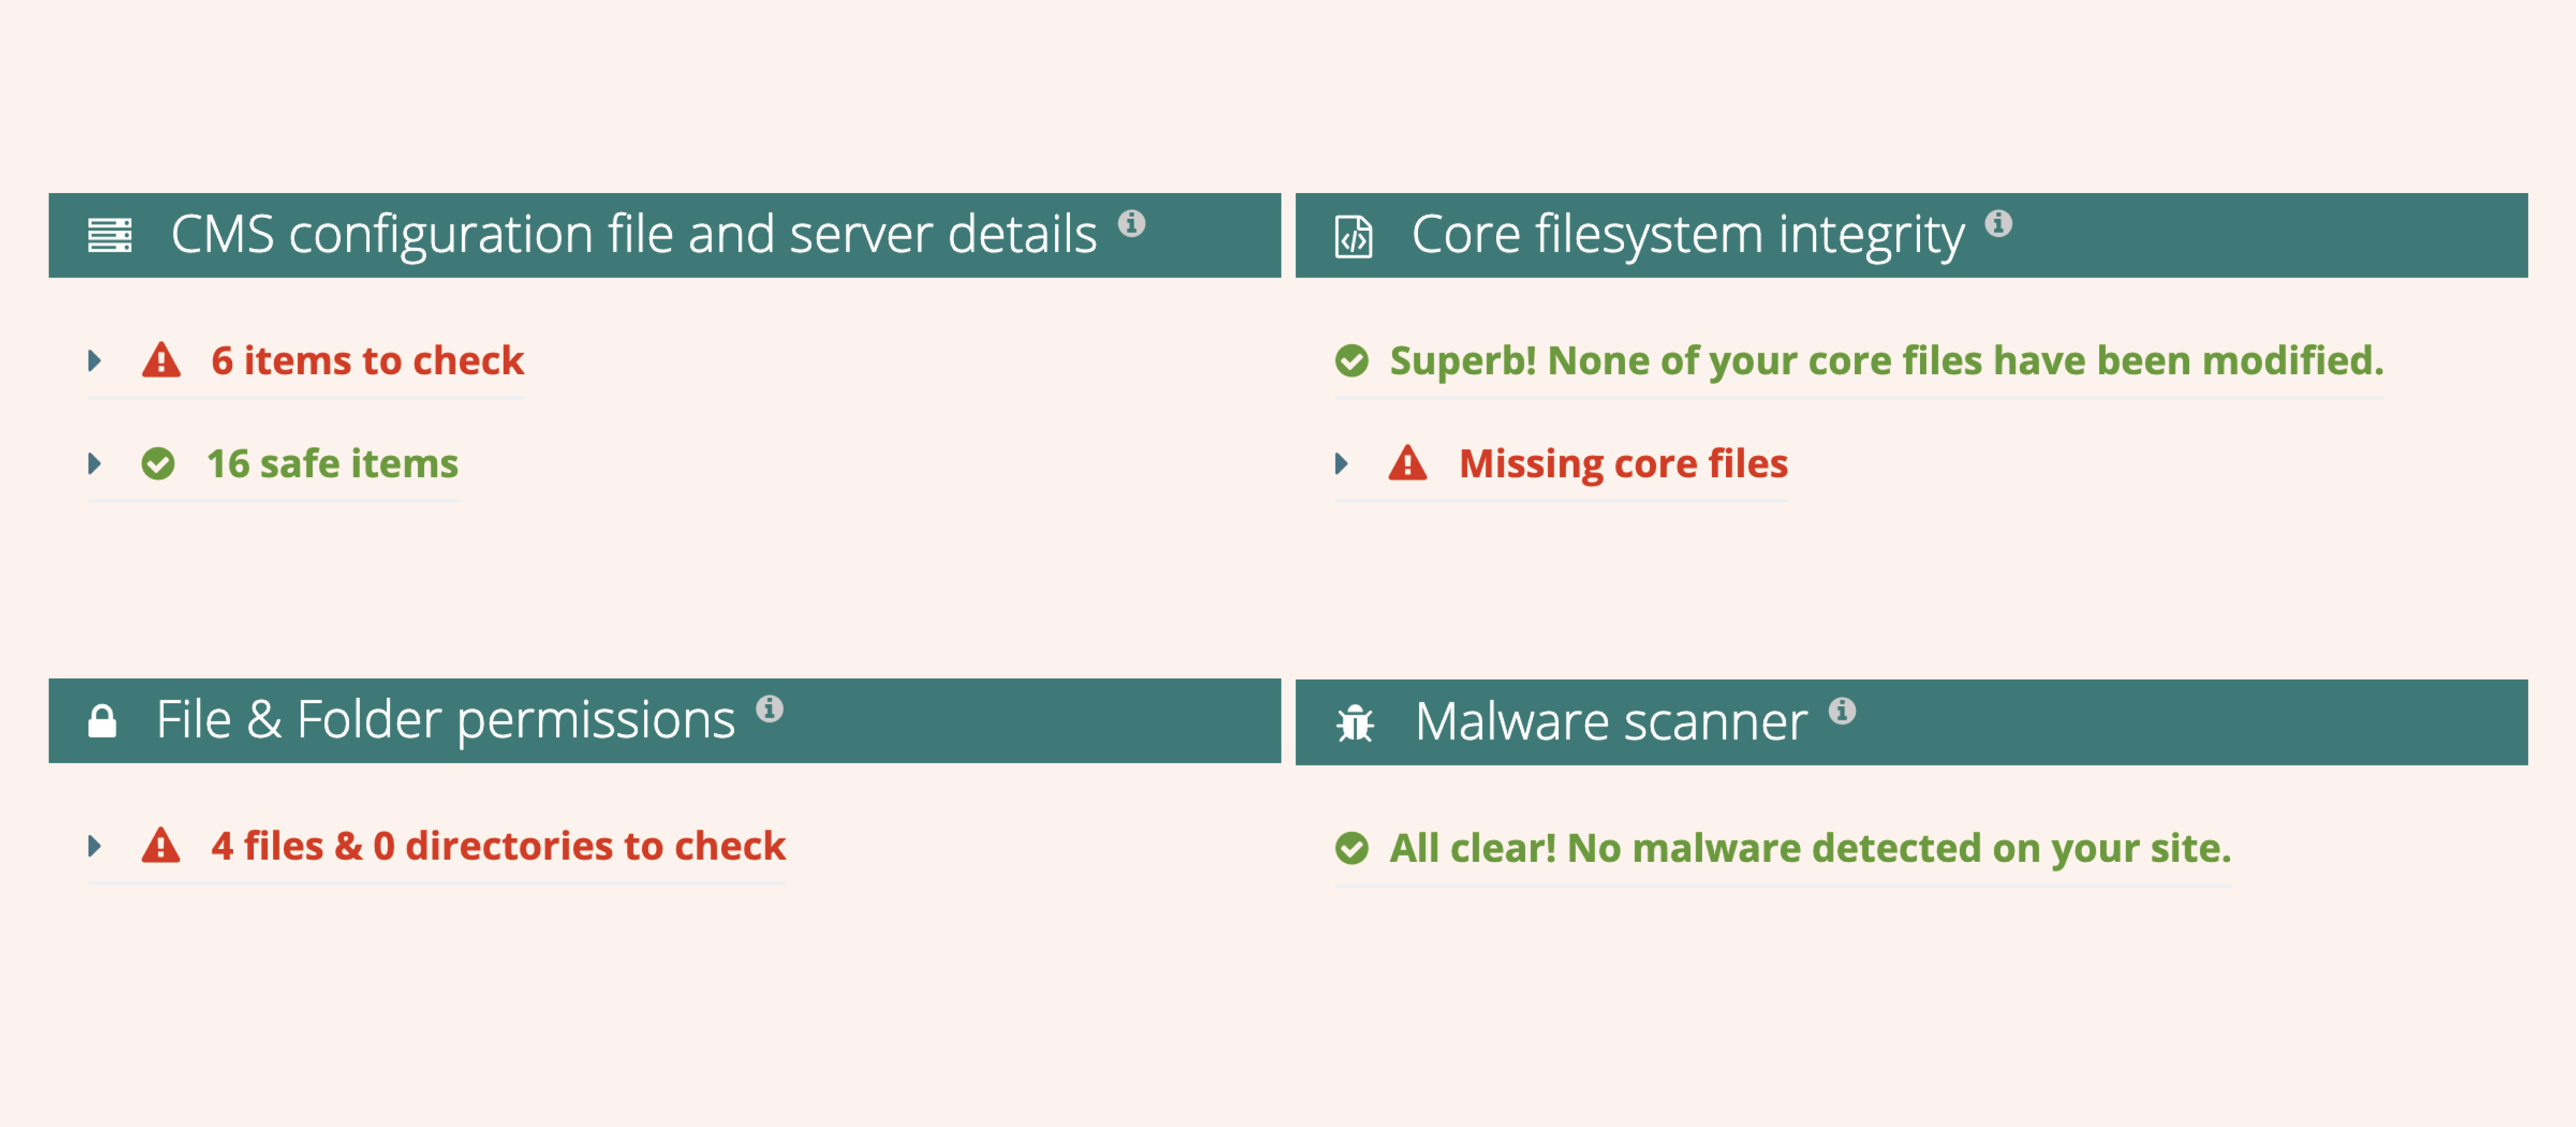 CMS configuration file and server details
6 items to check
16 safe items
Core filesystem integrity
Superb! None of your core files have been modified.
Missing core files
File & Folder permissions
4 files & 0 directories to check
Malware scanner
All clear! No malware detected on your site.